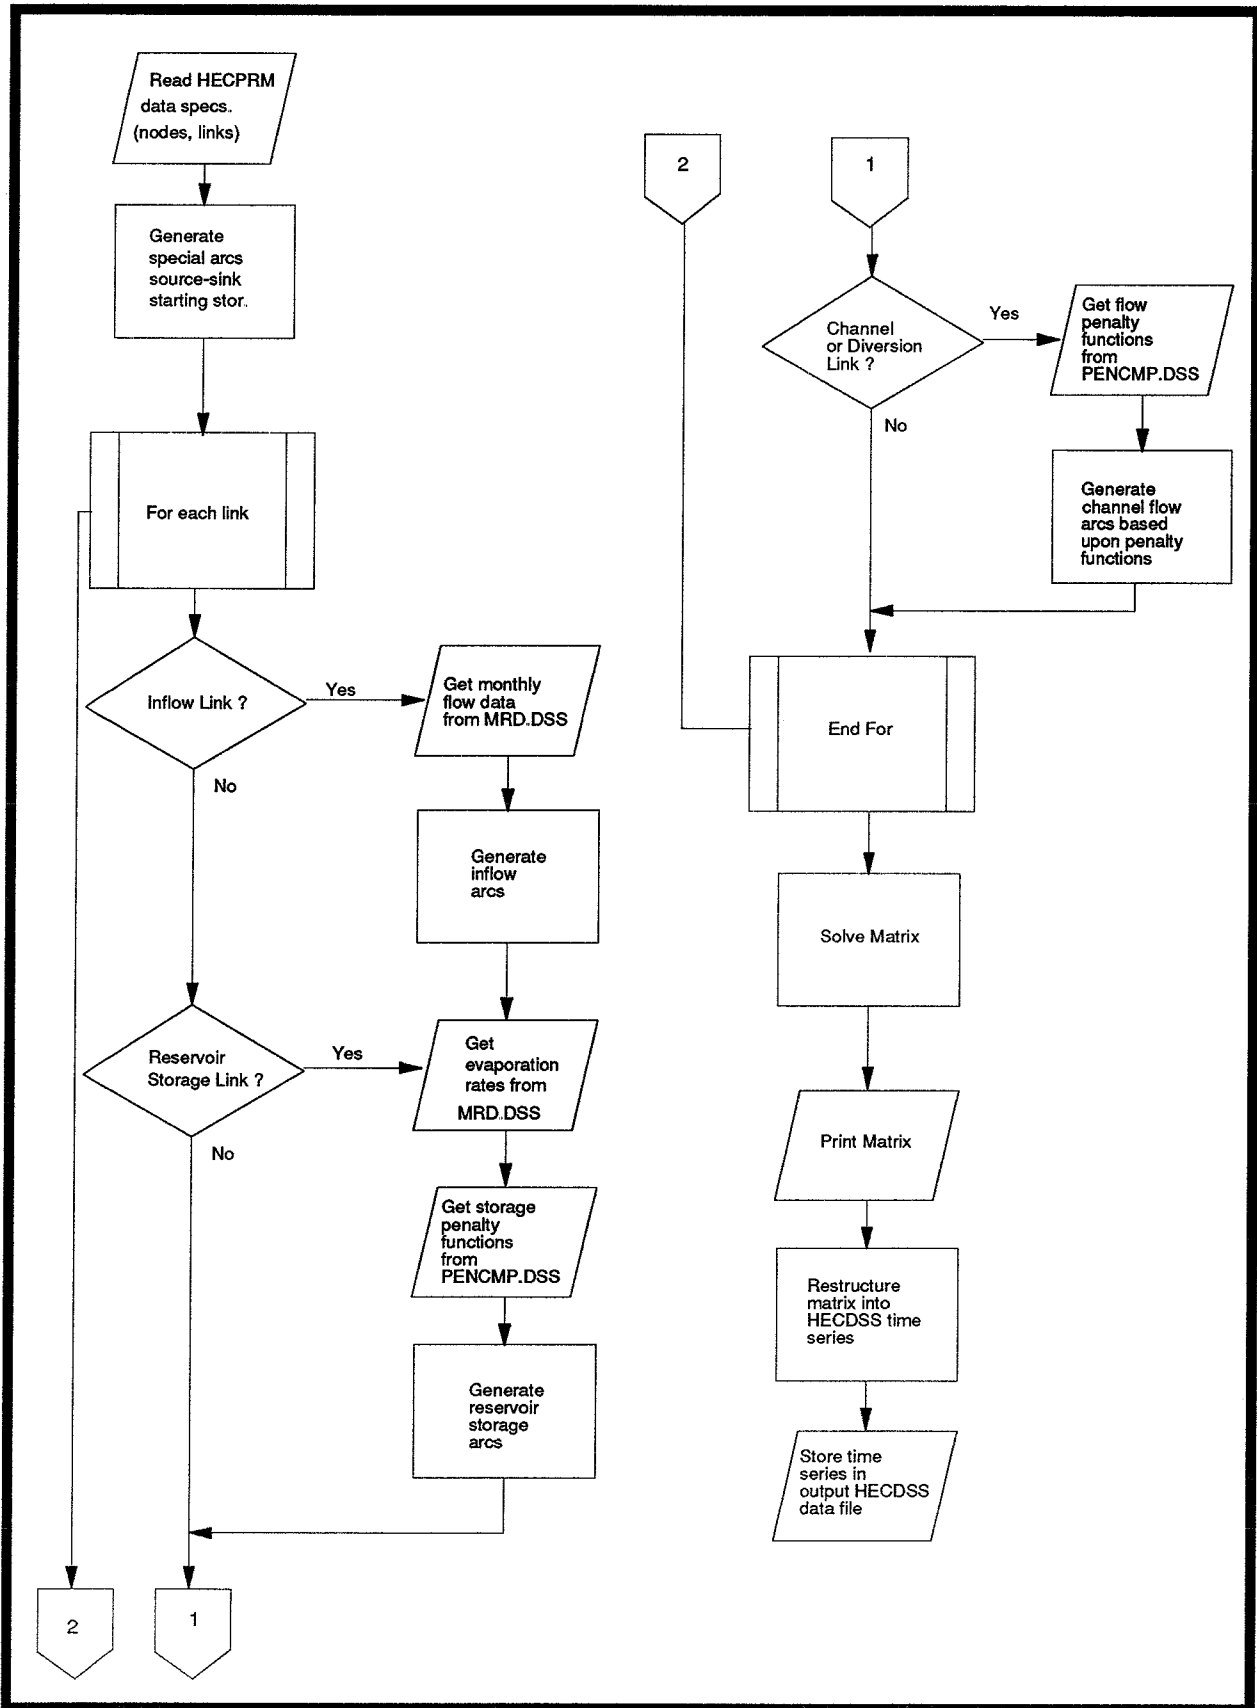 Read HECPRM
data specs.
(nodes, links)
Generate
special arcs
source-sink
starting stor.
For each link
Inflow Link ?
Yes
No
Get monthly
flow data
from MRD.DSS
Generate
inflow
arcs
Reservoir
Storage Link ?
Yes
No
Get
evaporation
rates from
MRD.DSS
Get storage
penalty
functions
from
PENCMP.DSS
Generate
reservoir
storage
arcs
2
1
2
1
Channel
or Diversion
Link ?
Yes
No
Get flow
penalty
functions
from
PENCMP.DSS
Generate
channel flow
arcs based
upon penalty
functions
End For
Solve Matrix
Print Matrix
Restructure
matrix into
HECDSS time
series
Store time
series in
output HECDSS
data file